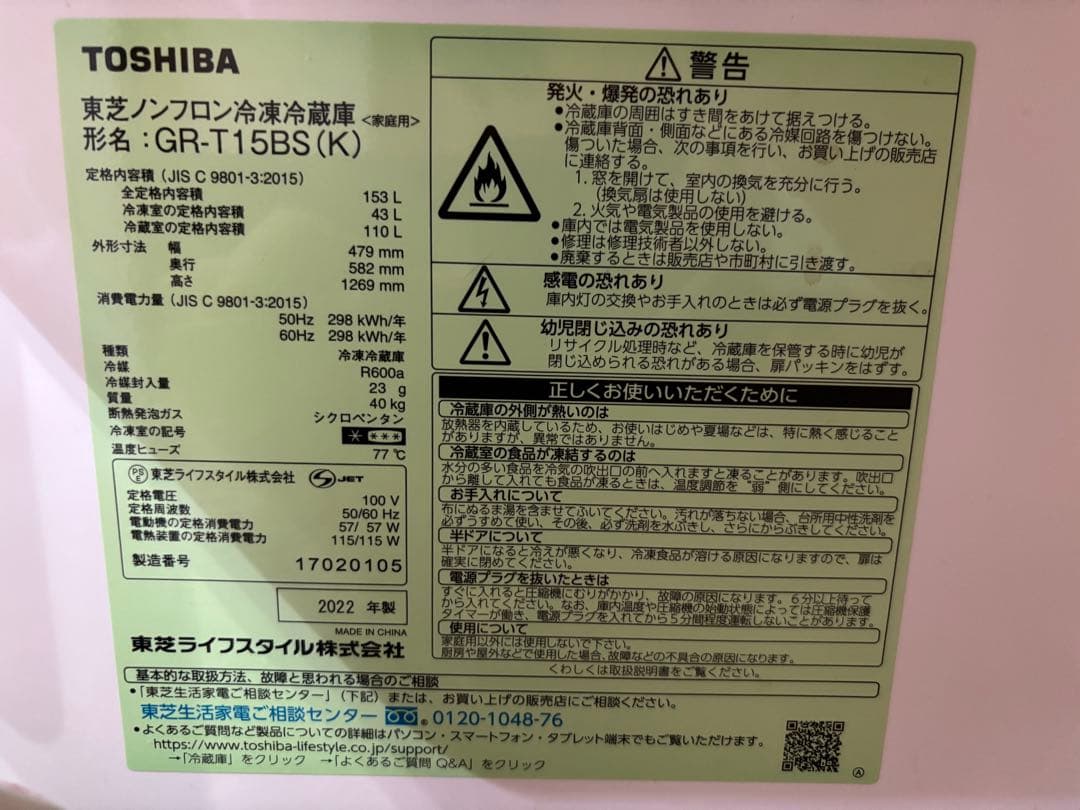 TOSHIBA
東芝ノンフロン冷凍冷蔵庫 <家庭用>
形名：GR-T15BS(K)
定格内容積（JIS C 9801-3:2015）
全定格内容積 153 L
冷凍室の定格内容積 43 L
冷蔵室の定格内容積 110 L
外形寸法 幅 479 mm
奥行 582 mm
高さ 1269 mm
消費電力量（JIS C 9801-3:2015）
50Hz 298 kWh/年
60Hz 298 kWh/年
種類 冷凍冷蔵庫
冷媒 R600a
冷媒封入量 23 g
質量 40 kg
断熱発泡ガス シクロペンタン
冷凍室の記号
温度ヒューズ 77 ℃
PS E 東芝ライフスタイル株式会社 JET
定格電圧 100 V
定格周波数 50/60 Hz
電動機の定格消費電力 57/ 57 W
電熱装置の定格消費電力 115/115 W
製造番号 17020105
2022 年製
MADE IN CHINA
東芝ライフスタイル株式会社
警告
発火・爆発の恐れあり
●冷蔵庫の周囲はすき間をあけて据えつける。
●冷蔵庫背面・側面などにある冷媒回路を傷つけない。
傷ついた場合、次の事項を行い、お買い上げの販売店
に連絡する。
1. 窓を開けて、室内の換気を充分に行う。
(換気扇は使用しない)
2. 火気や電気製品の使用を避ける。
●庫内では電気製品を使用しない。
●修理は修理技術者以外しない。
●廃棄するときは販売店や市町村に引き渡す。
感電の恐れあり
庫内灯の交換やお手入れのときは必ず電源プラグを抜く。
幼児閉じ込みの恐れあり
リサイクル処理時など、冷蔵庫を保管する時に幼児が
閉じ込められる恐れがある場合、扉パッキンをはずす。
正しくお使いいただくために
冷蔵庫の外側が熱いのは
放熱器を内蔵しているため、お使いはじめや夏場などは、特に熱く感じること
がありますが、異常ではありません。
冷蔵室の食品が凍結するのは
水分の多い食品を冷気の吹出口の前へ入れますと凍ることがあります。吹出口
から離して入れても食品が凍るときは、温度調節を“弱”側にしてください。
お手入れについて
布にぬるま湯を含ませてふいてください。汚れが落ちない場合、台所用中性洗剤を
必ずうすめて使い、その後、必ず洗剤を水ぶきし、さらにからぶきしてください。
半ドアについて
半ドアになると冷えが悪くなり、冷凍食品が溶ける原因になりますので、扉は
確実に閉めてください。
電源プラグを抜いたときは
すぐに入れると圧縮機にむりがかかり、故障の原因になります。6分以上待って
から入れてください。なお、庫内温度や圧縮機の始動状態によっては圧縮機保護
タイマーが働き、電源プラグを入れてから5分間程度運転しないことがあります。
使用について
家庭用以外には使用しないで下さい。
厨房や屋外などで使用した場合、故障などの不具合の原因になります。
くわしくは取扱説明書をご覧ください。
基本的な取扱方法、故障と思われる場合のご相談
●「東芝生活家電ご相談センター」（下記）または、お買い上げの販売店にご相談ください。
東芝生活家電ご相談センター 0120-1048-76
●よくあるご質問など製品についての詳細はパソコン・スマートフォン・タブレット端末でもご覧いただけます。
https://www.toshiba-lifestyle.co.jp/support/
→「冷蔵庫」をクリック →「よくあるご質問 Q&A」をクリック
Ⓐ